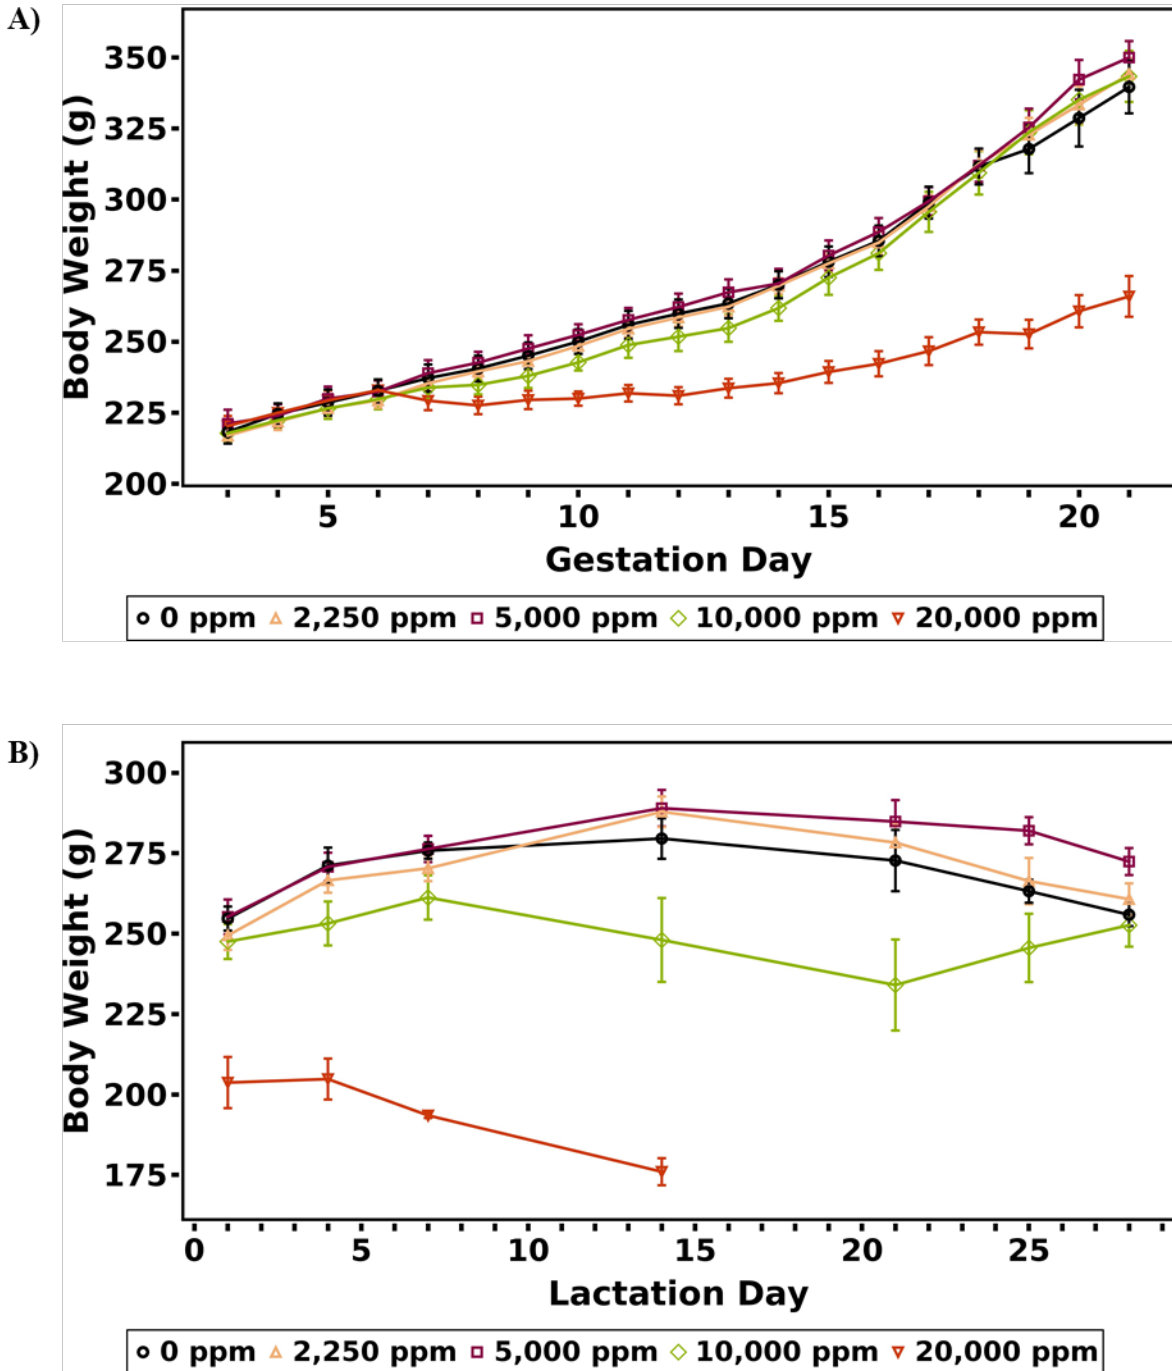 A)
Body Weight (g)
350
325
300
275
250
225
200
5 10 15 20
Gestation Day
0 ppm 2,250 ppm 5,000 ppm 10,000 ppm 20,000 ppm
B)
Body Weight (g)
300
275
250
225
200
175
0 5 10 15 20 25
Lactation Day
0 ppm 2,250 ppm 5,000 ppm 10,000 ppm 20,000 ppm